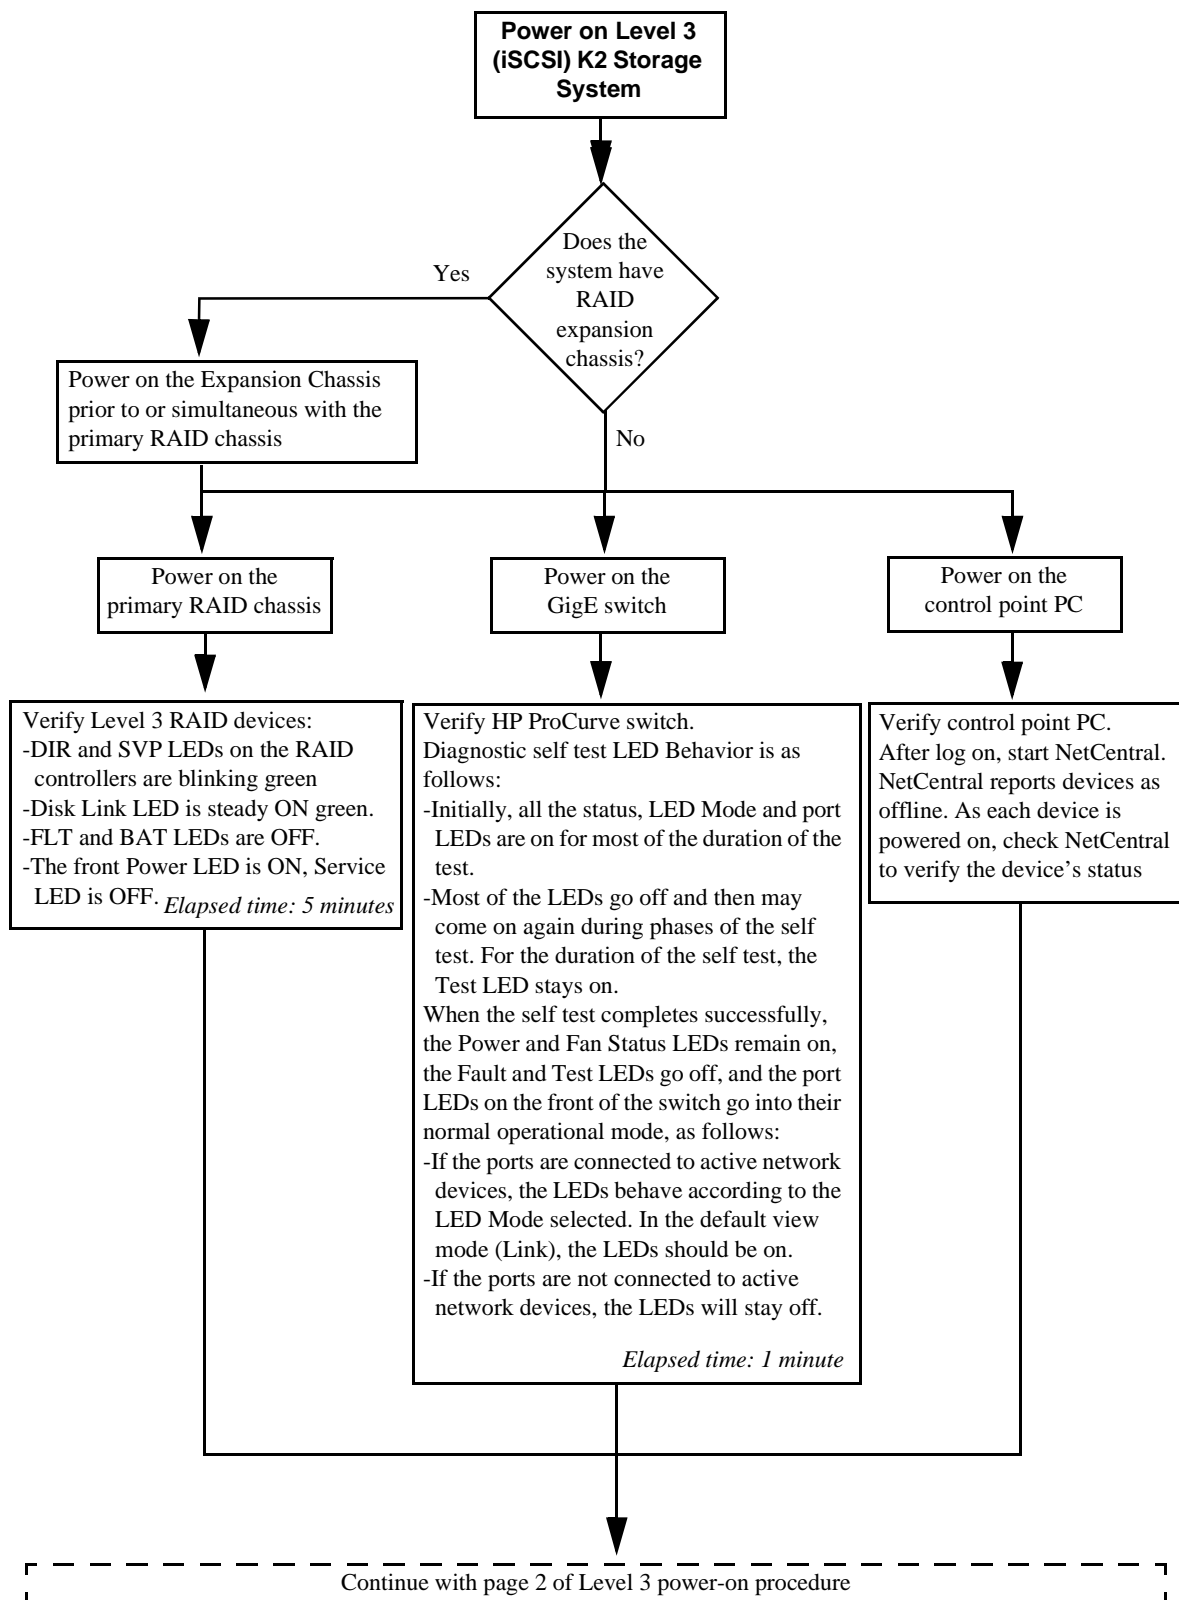 Power on Level 3
(iSCSI) K2 Storage
System
Does the
system have
RAID
expansion
chassis?
Yes
No
Power on the Expansion Chassis
prior to or simultaneous with the
primary RAID chassis
Power on the
primary RAID chassis
Power on the
GigE switch
Power on the
control point PC
Verify Level 3 RAID devices:
-DIR and SVP LEDs on the RAID
controllers are blinking green
-Disk Link LED is steady ON green.
-FLT and BAT LEDs are OFF.
-The front Power LED is ON, Service
LED is OFF. Elapsed time: 5 minutes
Verify HP ProCurve switch.
Diagnostic self test LED Behavior is as
follows:
-Initially, all the status, LED Mode and port
LEDs are on for most of the duration of the
test.
-Most of the LEDs go off and then may
come on again during phases of the self
test. For the duration of the self test, the
Test LED stays on.
When the self test completes successfully,
the Power and Fan Status LEDs remain on,
the Fault and Test LEDs go off, and the port
LEDs on the front of the switch go into their
normal operational mode, as follows:
-If the ports are connected to active network
devices, the LEDs behave according to the
LED Mode selected. In the default view
mode (Link), the LEDs should be on.
-If the ports are not connected to active
network devices, the LEDs will stay off.
Elapsed time: 1 minute
Verify control point PC.
After log on, start NetCentral.
NetCentral reports devices as
offline. As each device is
powered on, check NetCentral
to verify the device’s status
Continue with page 2 of Level 3 power-on procedure